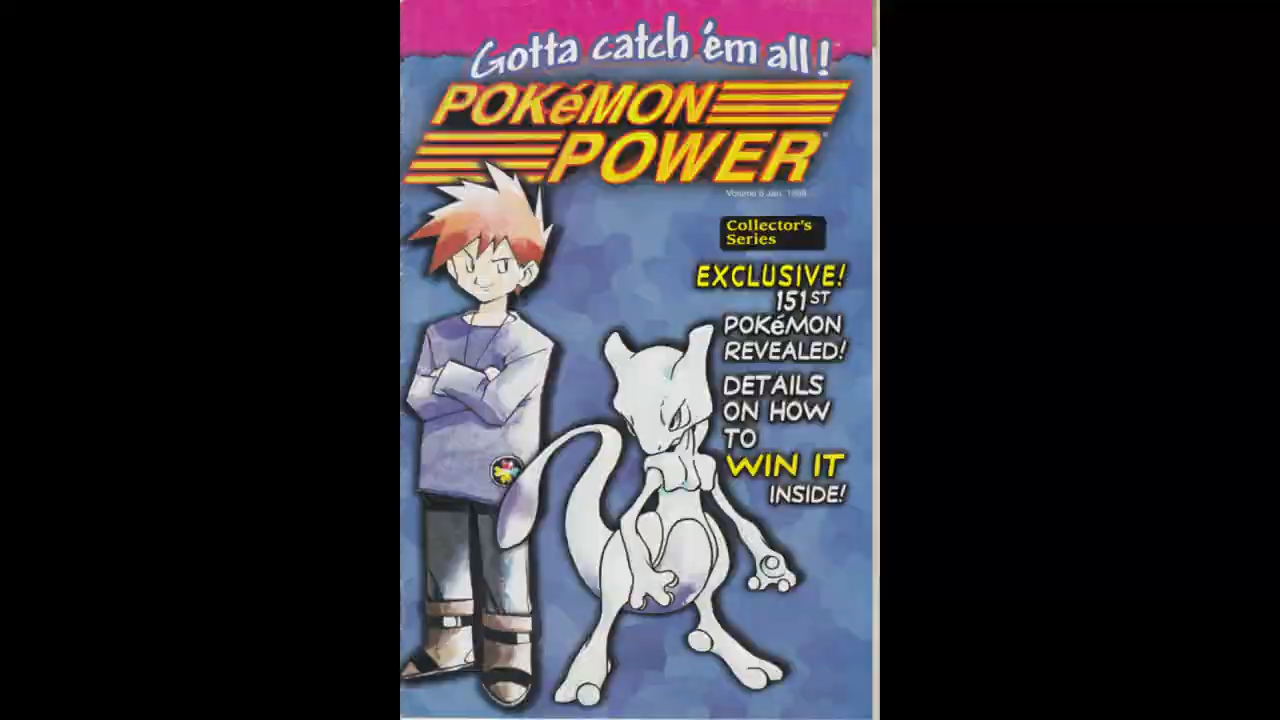 Gotta catch 'em all!
POKéMON
POWER
Collector's
Series
EXCLUSIVE!
151ST
POKéMON
REVEALED!
DETAILS
ON HOW
TO
WIN IT
INSIDE!